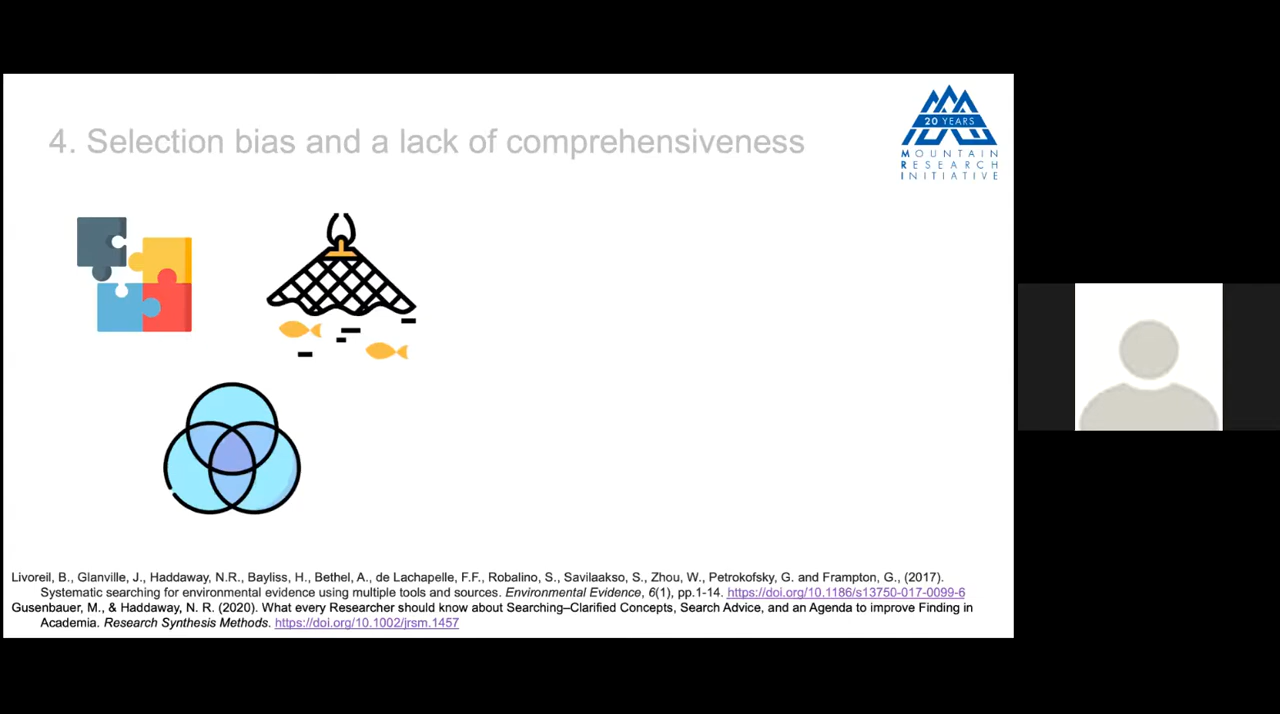 4. Selection bias and a lack of comprehensiveness
20 YEARS
MOUNTAIN
RESEARCH
INITIATIVE
Livoreil, B., Glanville, J., Haddaway, N.R., Bayliss, H., Bethel, A., de Lachapelle, F.F., Robalino, S., Savilaakso, S., Zhou, W., Petrokofsky, G. and Frampton, G., (2017).
Systematic searching for environmental evidence using multiple tools and sources. Environmental Evidence, 6(1), pp.1-14. https://doi.org/10.1186/s13750-017-0099-6
Gusenbauer, M., & Haddaway, N. R. (2020). What every Researcher should know about Searching–Clarified Concepts, Search Advice, and an Agenda to improve Finding in
Academia. Research Synthesis Methods. https://doi.org/10.1002/jrsm.1457